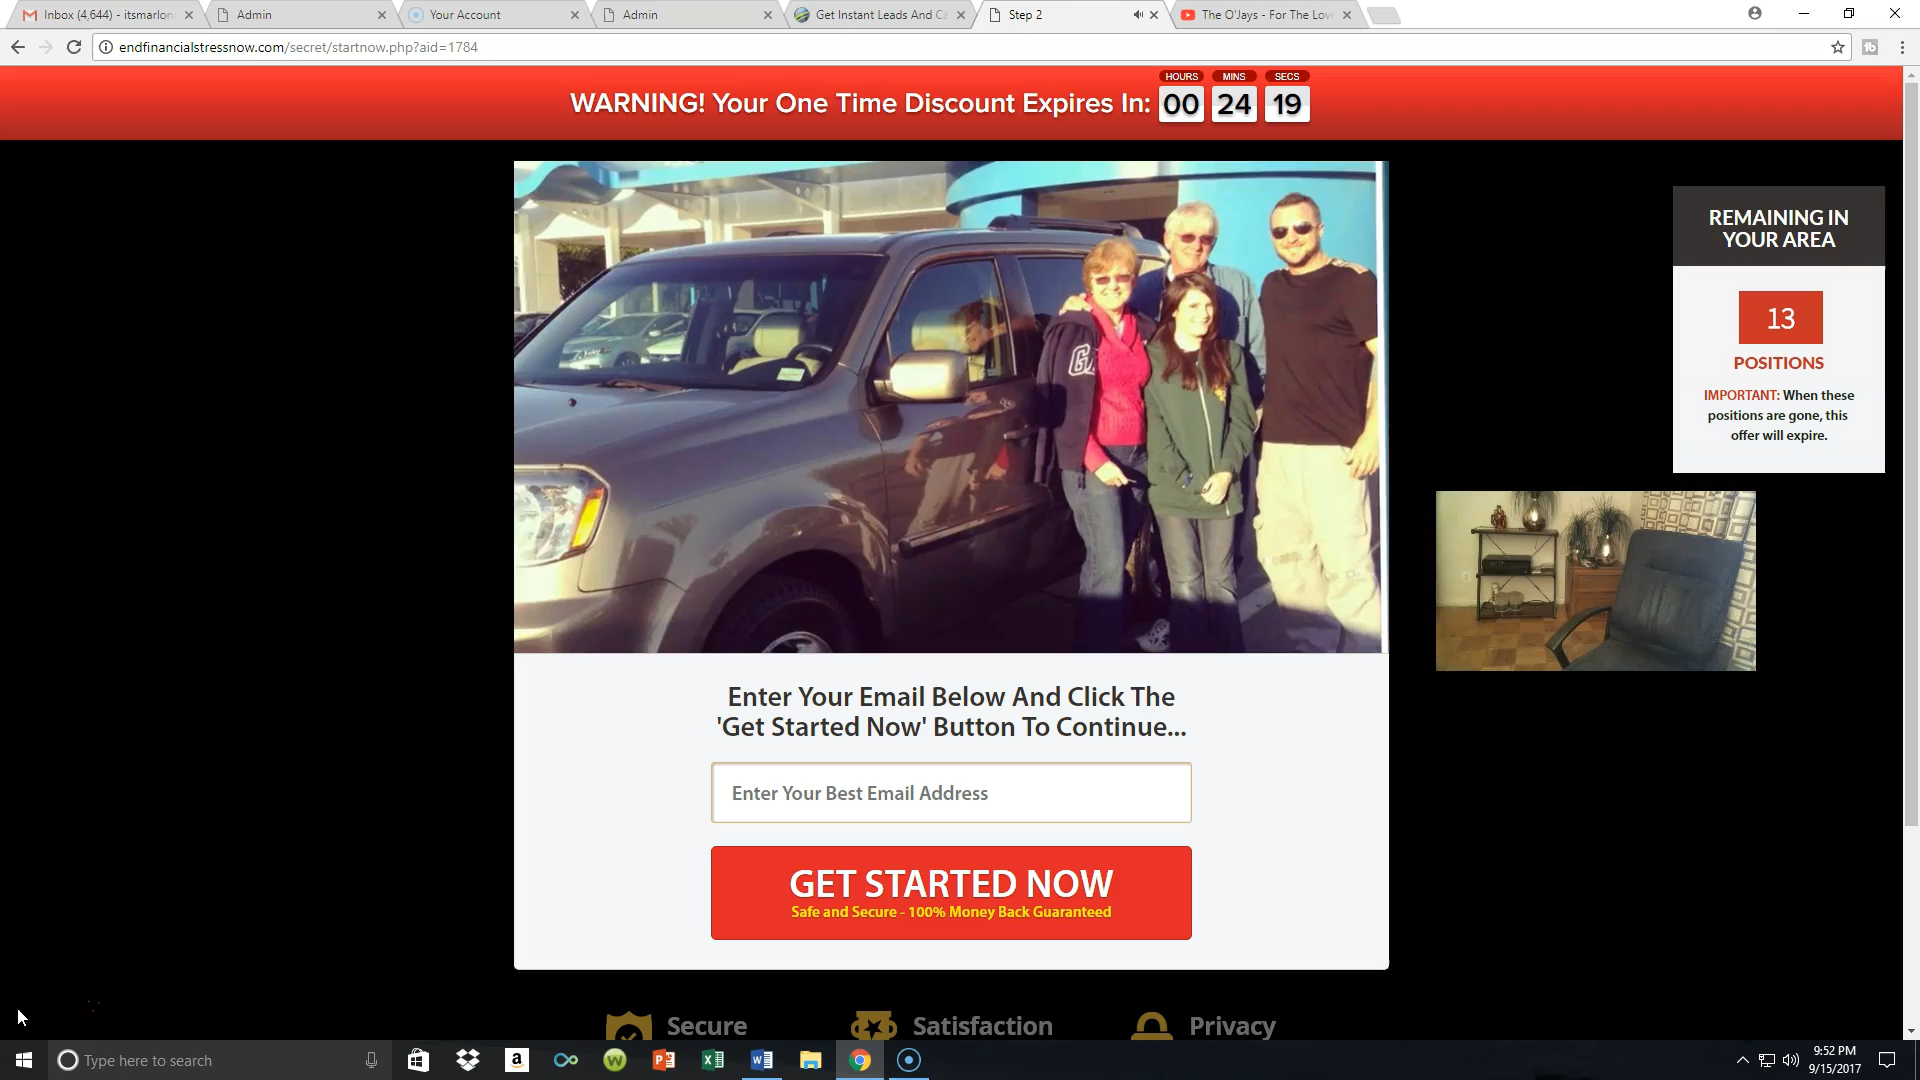 Inbox (4,644) - itsmarlon
Admin
Your Account
Admin
Get Instant Leads And Ca
Step 2
The O'Jays - For The Lov
endfinancialstressnow.com/secret/startnow.php?aid=1784
WARNING! Your One Time Discount Expires In:
HOURS MINS SECS
00 24 19
REMAINING IN
YOUR AREA
13
POSITIONS
IMPORTANT: When these
positions are gone, this
offer will expire.
Enter Your Email Below And Click The
'Get Started Now' Button To Continue...
Enter Your Best Email Address
GET STARTED NOW
Safe and Secure - 100% Money Back Guaranteed
Secure
Satisfaction
Privacy
Type here to search
9:52 PM
9/15/2017